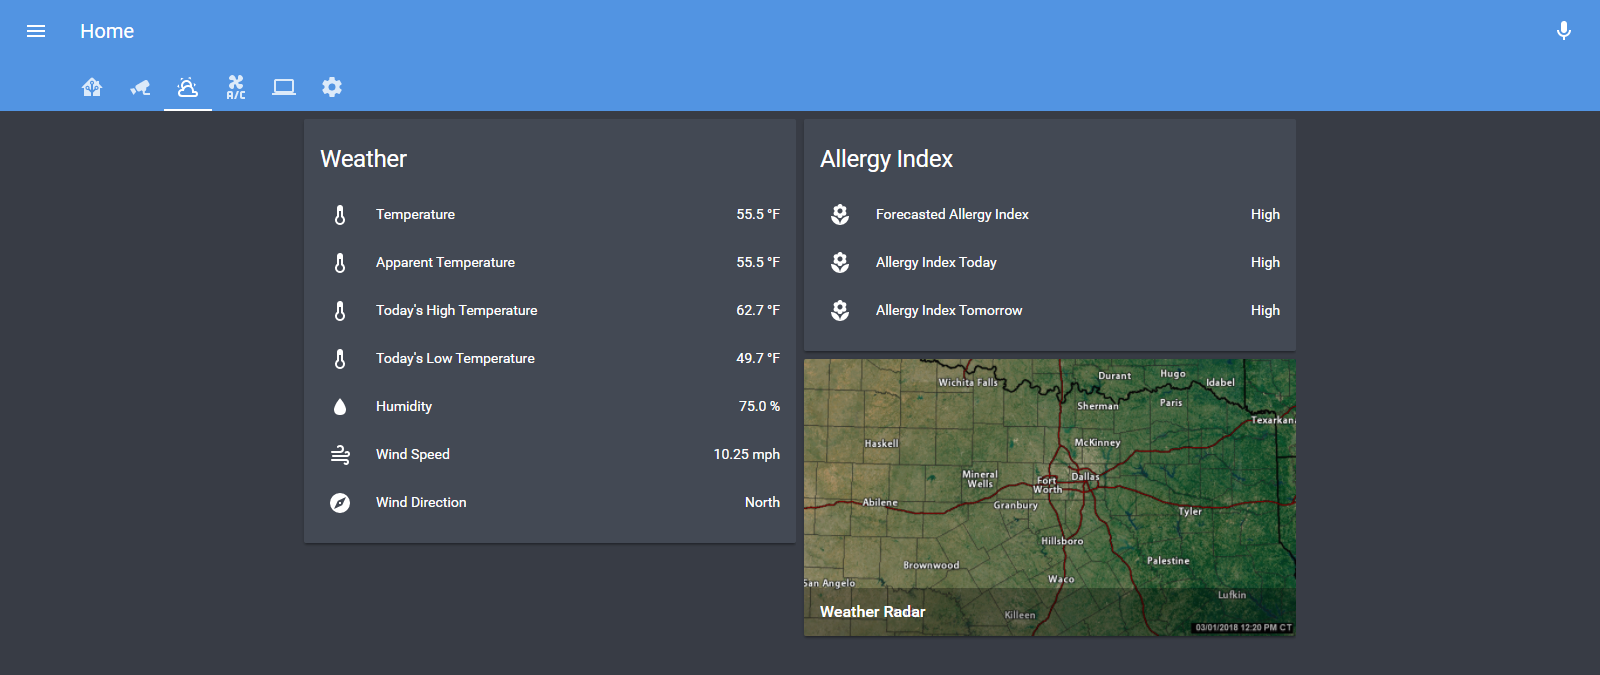 Home
A/C
Weather
Temperature 55.5 °F
Apparent Temperature 55.5 °F
Today's High Temperature 62.7 °F
Today's Low Temperature 49.7 °F
Humidity 75.0 %
Wind Speed 10.25 mph
Wind Direction North
Allergy Index
Forecasted Allergy Index High
Allergy Index Today High
Allergy Index Tomorrow High
Wichita Falls
Durant
Hugo
Idabel
Sherman
Paris
Texarkana
Haskell
McKinney
Mineral
Wells
Fort
Worth
Dallas
Abilene
Granbury
Tyler
Hillsboro
Brownwood
Palestine
San Angelo
Waco
Lufkin
Weather Radar
Killeen
03/01/2018 12:20 PM CT